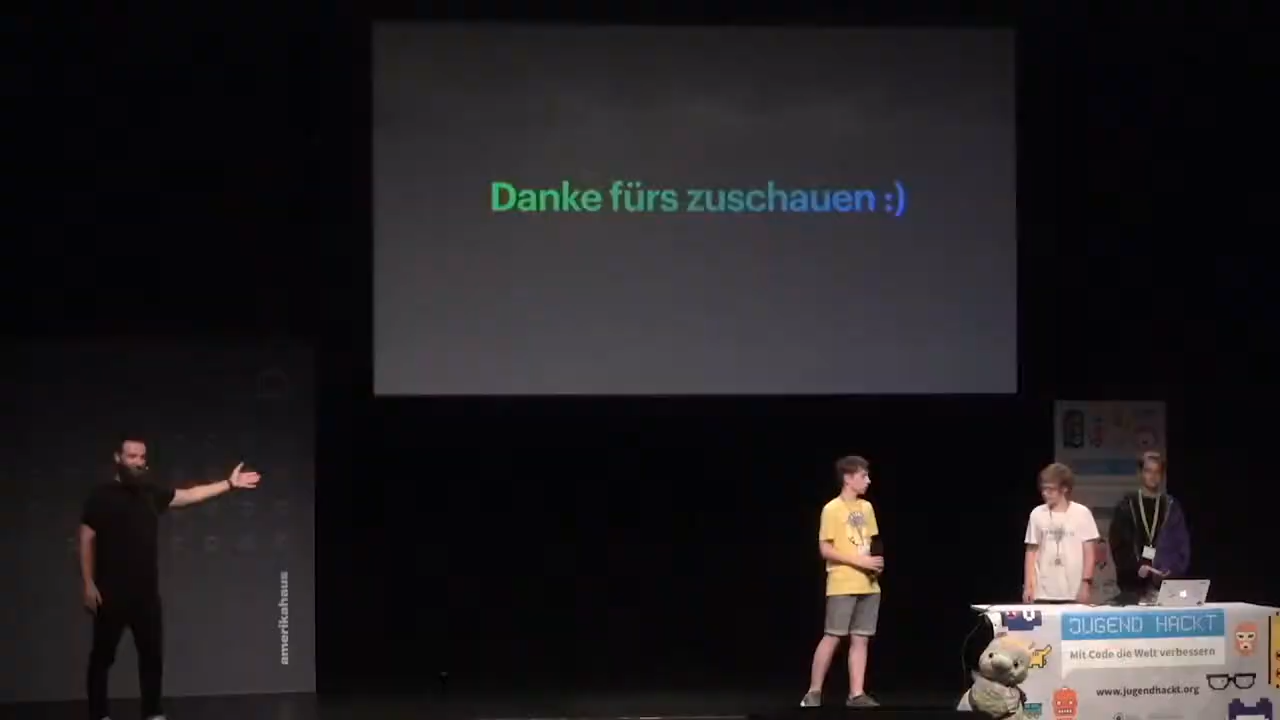 Danke fürs zuschauen :)
amerikahaus
JUGEND HACKT
Mit Code die Welt verbessern
www.jugendhackt.org